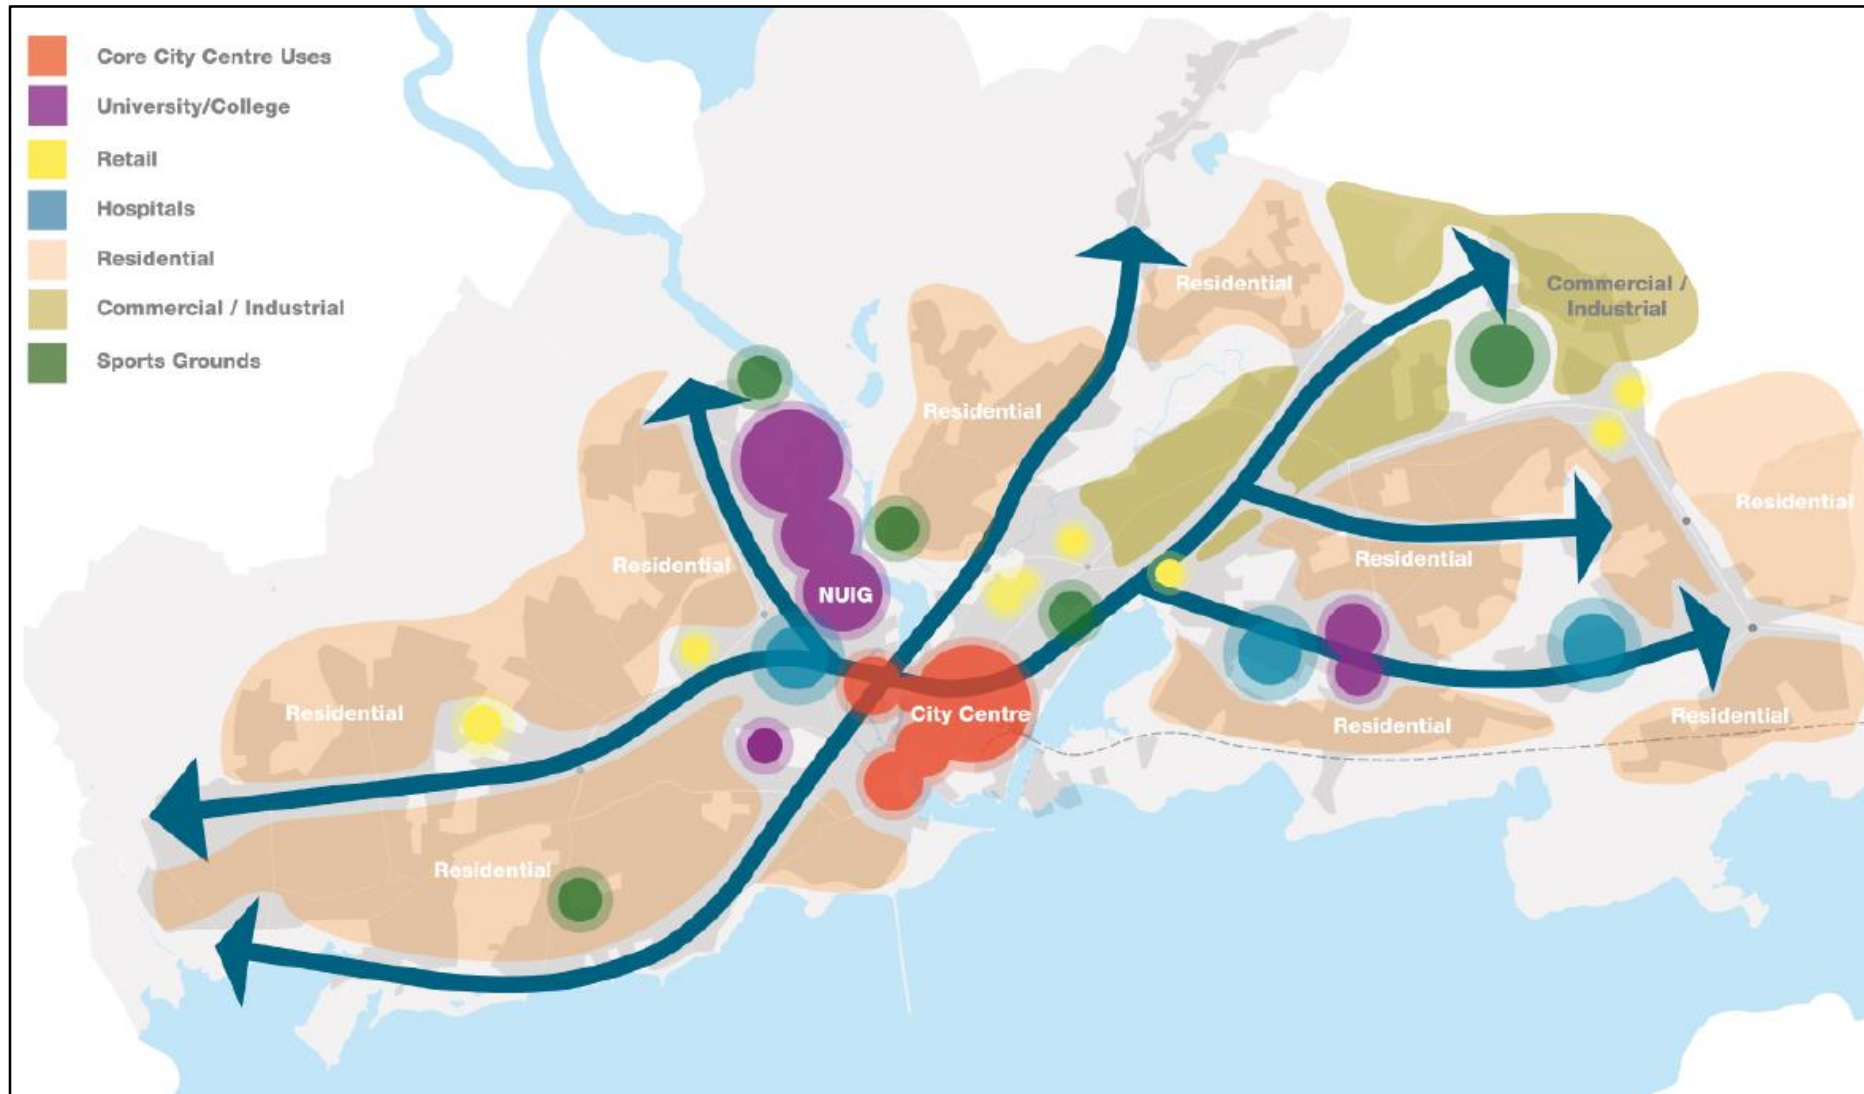 Core City Centre Uses
University/College
Retail
Hospitals
Residential
Commercial / Industrial
Sports Grounds
Residential
Commercial /
Industrial
Residential
Residential
Residential
Residential
NUIG
Residential
City Centre
Residential
Residential
Residential
Residential